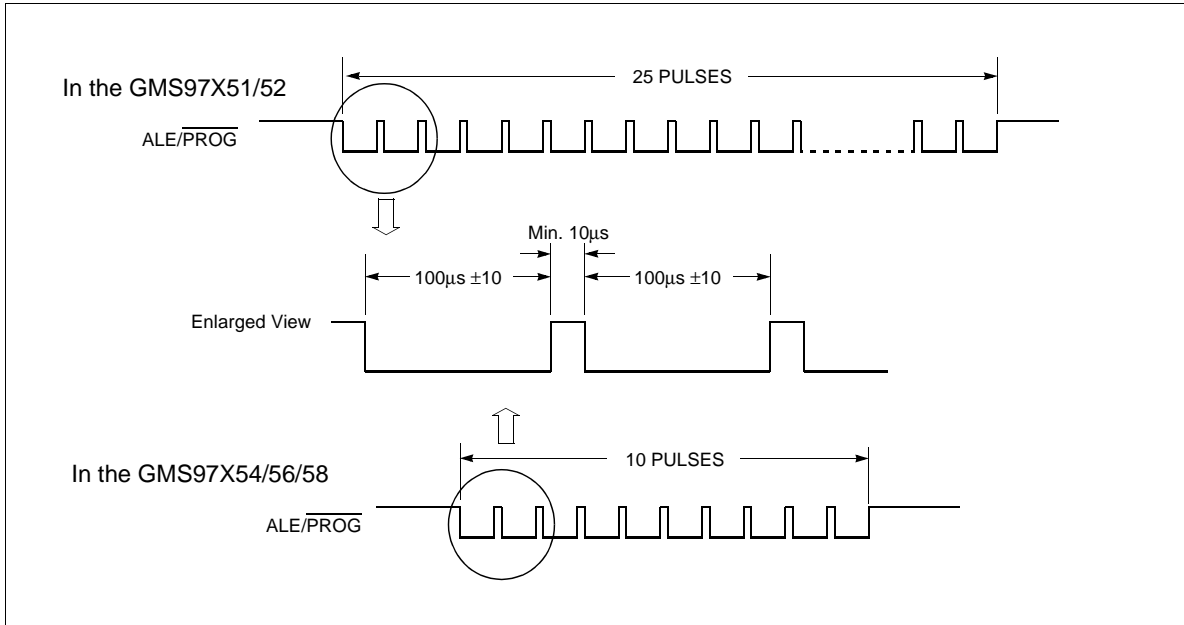 25 PULSES
In the GMS97X51/52
ALE/PROG
Min. 10µs
100µs ±10 100µs ±10
Enlarged View
10 PULSES
In the GMS97X54/56/58
ALE/PROG